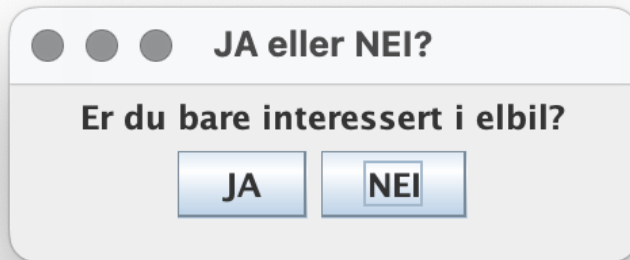 JA eller NEI?
Er du bare interessert i elbil?
JA NEI